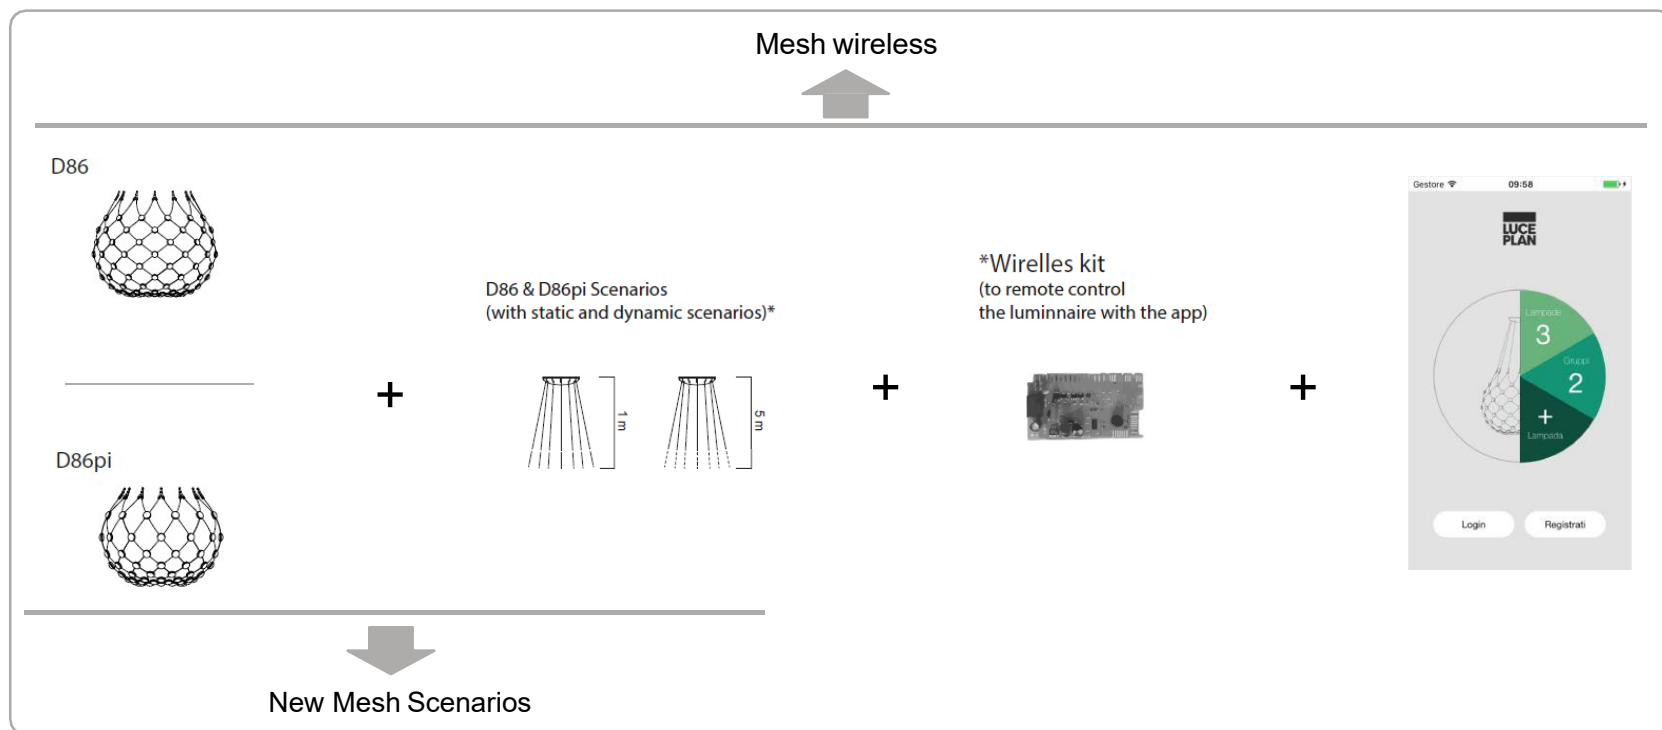 Mesh wireless
D86
D86pi
D86 & D86pi Scenarios
(with static and dynamic scenarios)*
1 m
5 m
*Wirelles kit
(to remote control
the luminnaire with the app)
Gestore
09:58
LUCE
PLAN
Lampade
3
Gruppi
2
+
Lampada
Login
Registrati
+
+
+
New Mesh Scenarios